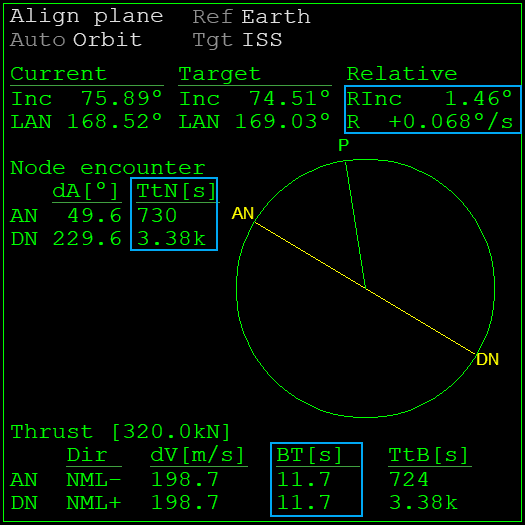 Align plane Ref Earth
Auto Orbit Tgt ISS
Current Target Relative
Inc 75.89° Inc 74.51° RInc 1.46°
LAN 168.52° LAN 169.03° R +0.068°/s
P
Node encounter
dA[°] TtN[s]
AN 49.6 730
DN 229.6 3.38k
AN
DN
Thrust [320.0kN]
Dir dV[m/s] BT[s] TtB[s]
AN NML- 198.7 11.7 724
DN NML+ 198.7 11.7 3.38k